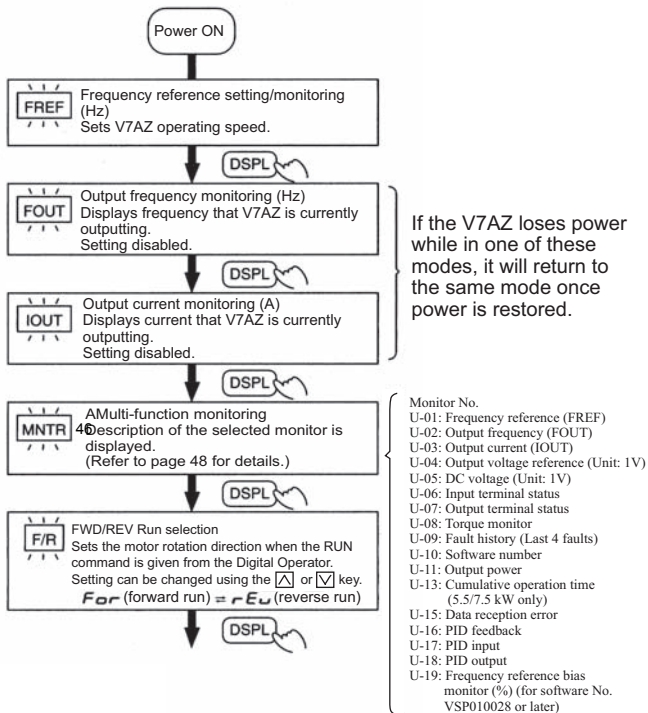 Power ON
FREF
Frequency reference setting/monitoring
(Hz)
Sets V7AZ operating speed.
DSPL
FOUT
Output frequency monitoring (Hz)
Displays frequency that V7AZ is currently
outputting.
Setting disabled.
DSPL
IOUT
Output current monitoring (A)
Displays current that V7AZ is currently
outputting.
Setting disabled.
If the V7AZ loses power
while in one of these
modes, it will return to
the same mode once
power is restored.
DSPL
MNTR
AMulti-function monitoring
46Description of the selected monitor is
displayed.
(Refer to page 48 for details.)
DSPL
F/R
FWD/REV Run selection
Sets the motor rotation direction when the RUN
command is given from the Digital Operator.
Setting can be changed using the ∧ or ∨ key.
For (forward run) ⇌ rEv (reverse run)
DSPL
Monitor No.
U-01: Frequency reference (FREF)
U-02: Output frequency (FOUT)
U-03: Output current (IOUT)
U-04: Output voltage reference (Unit: 1V)
U-05: DC voltage (Unit: 1V)
U-06: Input terminal status
U-07: Output terminal status
U-08: Torque monitor
U-09: Fault history (Last 4 faults)
U-10: Software number
U-11: Output power
U-13: Cumulative operation time
(5.5/7.5 kW only)
U-15: Data reception error
U-16: PID feedback
U-17: PID input
U-18: PID output
U-19: Frequency reference bias
monitor (%) (for software No.
VSP010028 or later)